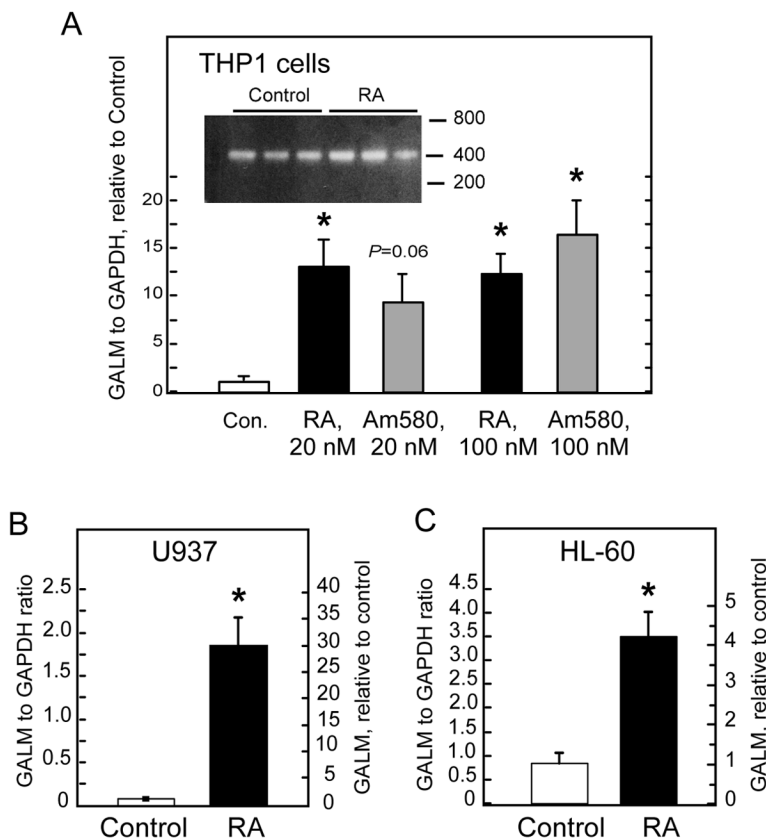 A
THP1 cells
Control RA
800
400
200
GALM to GAPDH, relative to Control
20
15
10
5
0
*
P=0.06
*
*
Con.
RA, 20 nM
Am580, 20 nM
RA, 100 nM
Am580, 100 nM
B
U937
GALM to GAPDH ratio
2.5
2.0
1.5
1.0
0.5
0
*
40
35
30
25
20
15
10
5
0
GALM, relative to control
Control RA
C
HL-60
GALM to GAPDH ratio
4.5
4.0
3.5
3.0
2.5
2.0
1.5
1.0
0.5
0
*
5
4
3
2
1
0
GALM, relative to control
Control RA